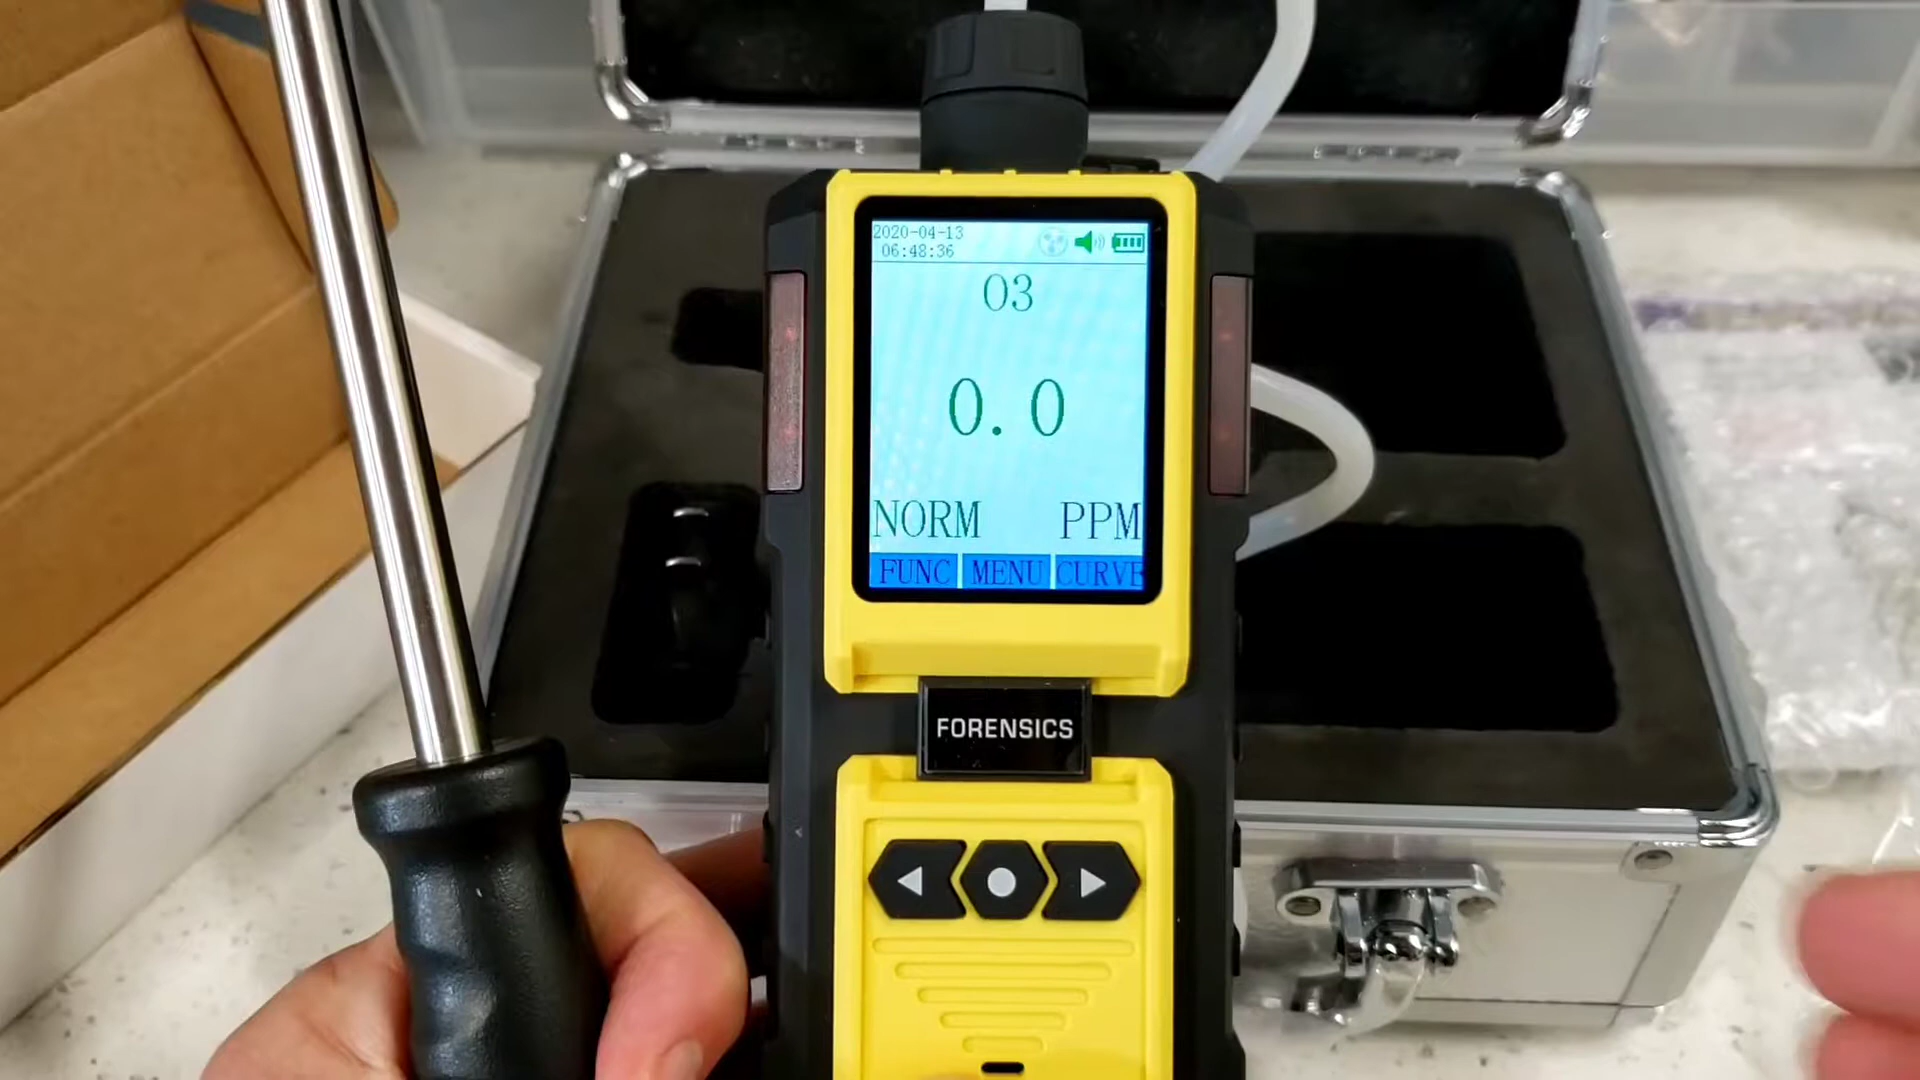 2020-04-13
06:48:36
O3
0.0
NORM PPM
FUNC MENU CURVE
FORENSICS